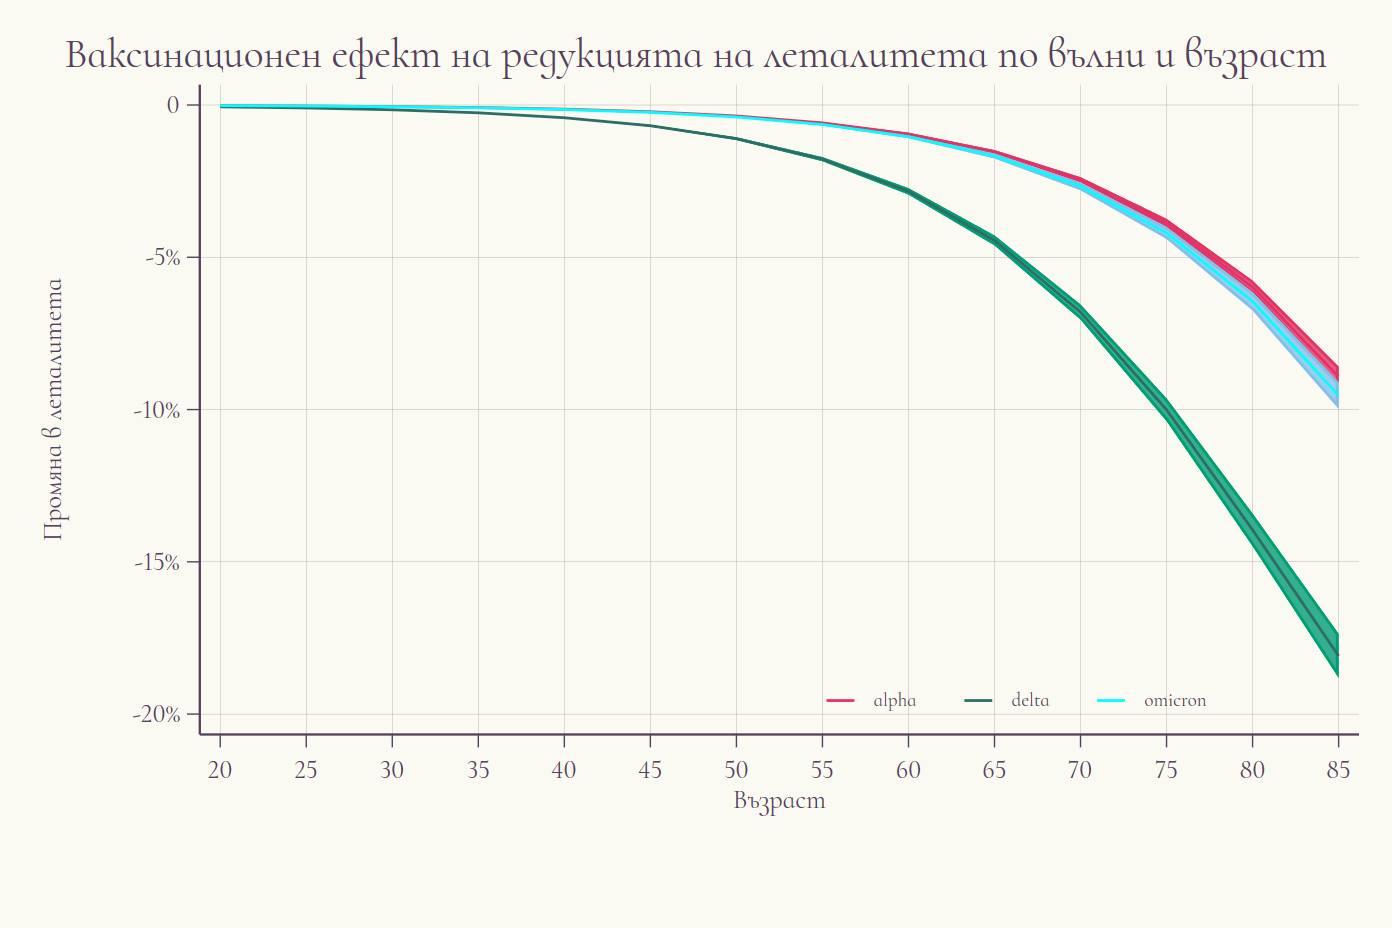 Ваксинационен ефект на редукцията на леталитета по вълни и възраст
0
-5%
-10%
-15%
-20%
Промяна в леталитета
alpha delta omicron
20 25 30 35 40 45 50 55 60 65 70 75 80 85
Възраст